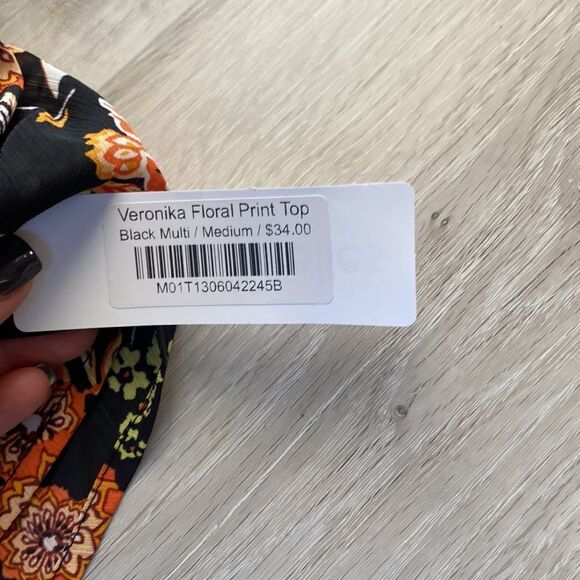 Veronika Floral Print Top
Black Multi / Medium / $34.00
M01T1306042245B